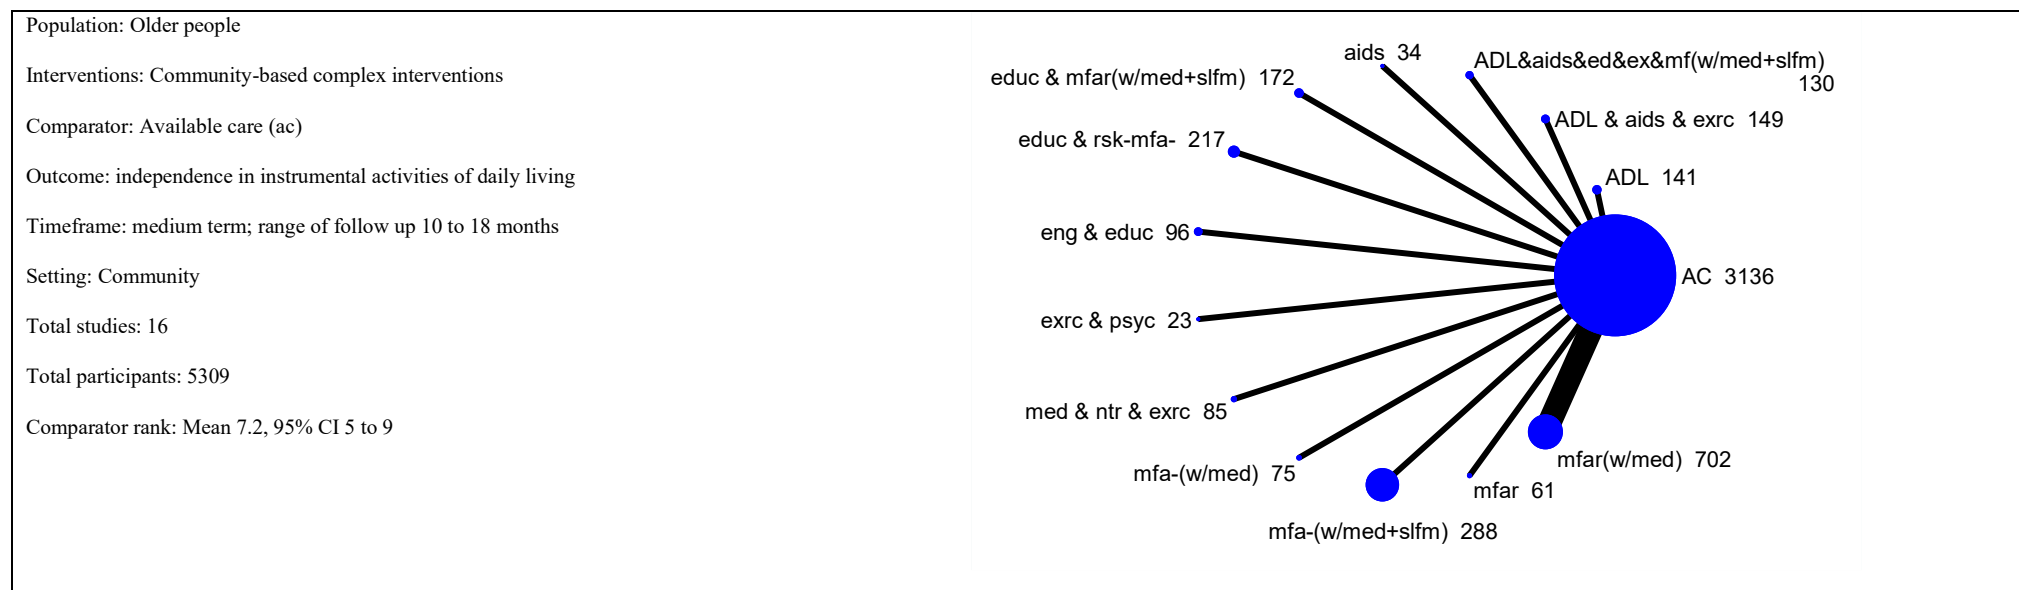 Population: Older people
Interventions: Community-based complex interventions
Comparator: Available care (ac)
Outcome: independence in instrumental activities of daily living
Timeframe: medium term; range of follow up 10 to 18 months
Setting: Community
Total studies: 16
Total participants: 5309
Comparator rank: Mean 7.2, 95% CI 5 to 9
aids 34
ADL&aids&ed&ex&mf(w/med+slfm)
130
educ & mfar(w/med+slfm) 172
ADL & aids & exrc 149
educ & rsk-mfa- 217
ADL 141
eng & educ 96
AC 3136
exrc & psyc 23
med & ntr & exrc 85
mfa-(w/med) 75
mfar(w/med) 702
mfar 61
mfa-(w/med+slfm) 288